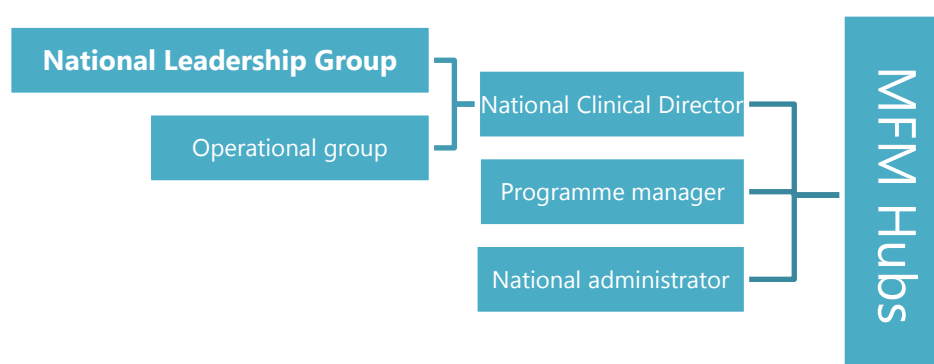 National Leadership Group
Operational group
National Clinical Director
Programme manager
National administrator
MFM Hubs